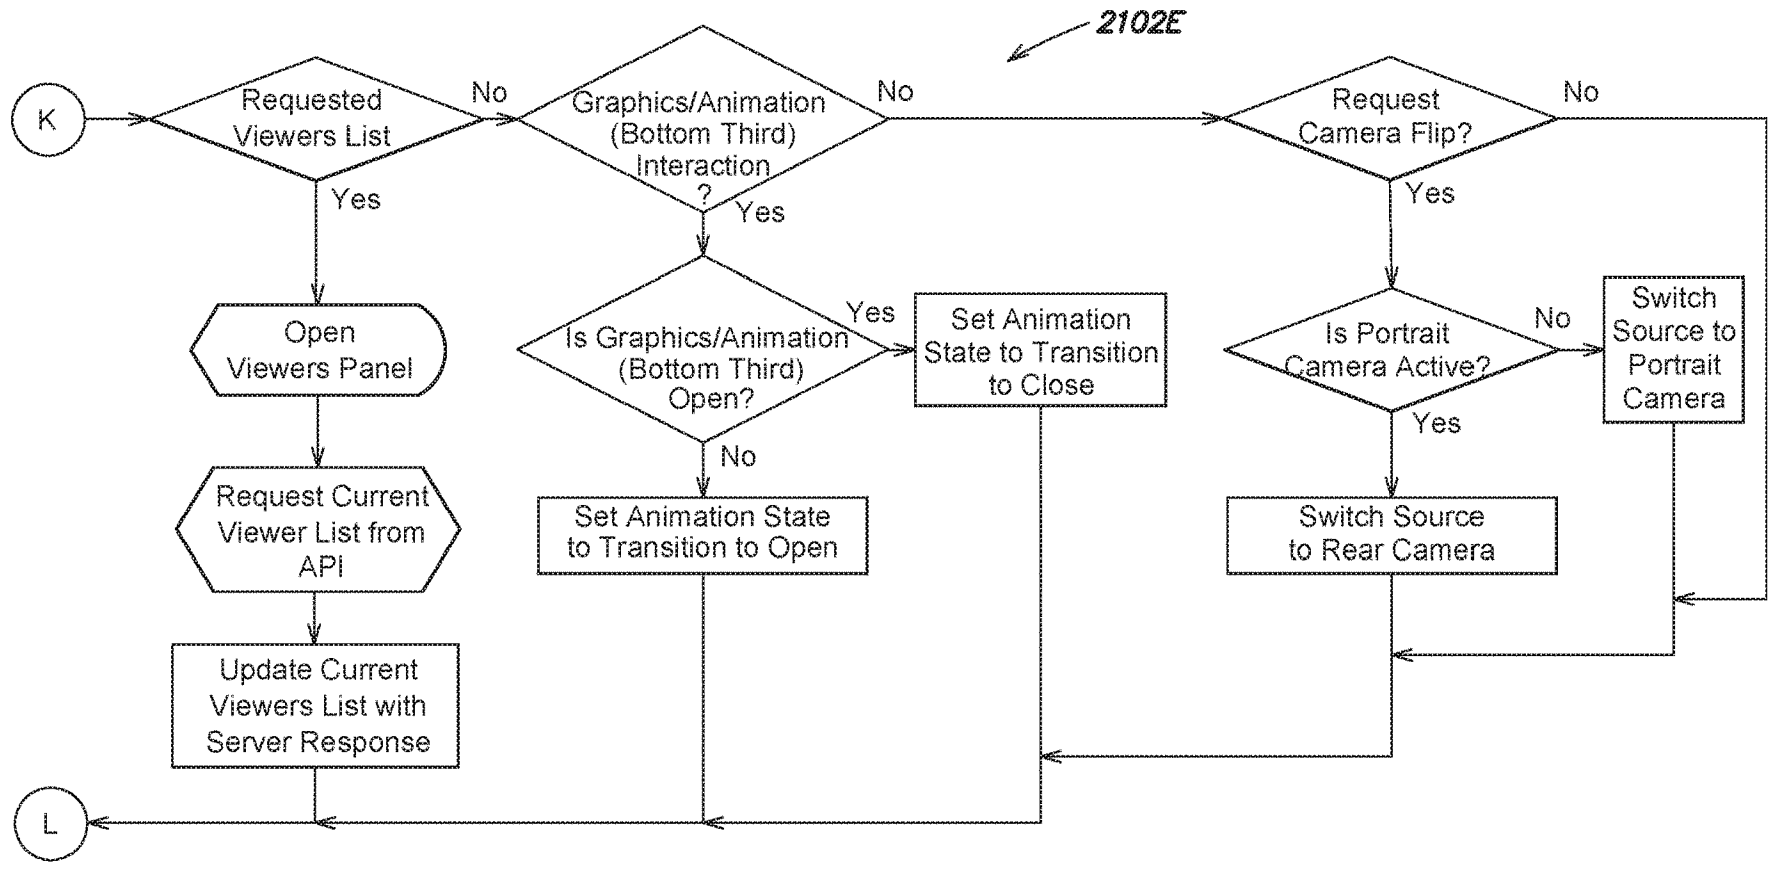 2102E
K
Requested
Viewers List
No
Yes
Graphics/Animation
(Bottom Third)
Interaction
?
No
Yes
Request
Camera Flip?
No
Yes
Open
Viewers Panel
Is Graphics/Animation
(Bottom Third)
Open?
Yes
No
Set Animation
State to Transition
to Close
Is Portrait
Camera Active?
No
Yes
Switch
Source to
Portrait
Camera
Request Current
Viewer List from
API
Set Animation State
to Transition to Open
Switch Source
to Rear Camera
Update Current
Viewers List with
Server Response
L